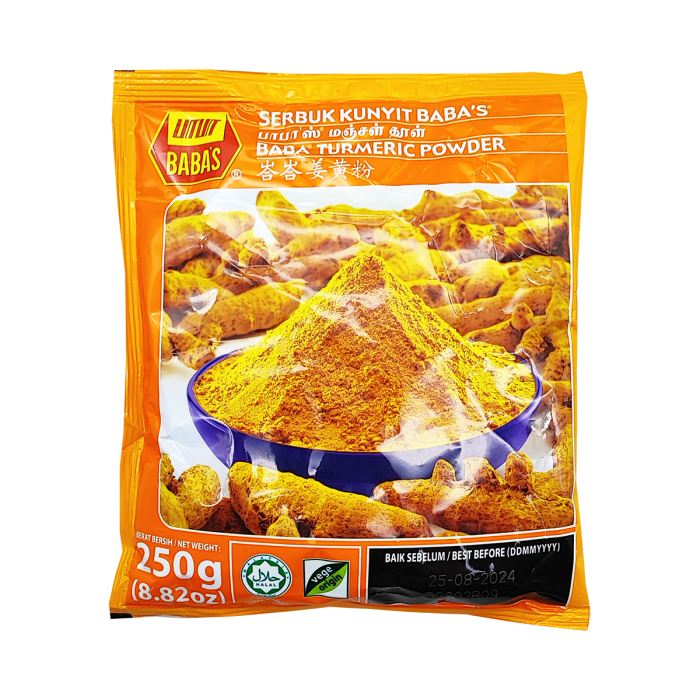 பாபா
BABA'S
®
SERBUK KUNYIT BABA'S®
பாபாஸ் மஞ்சள் தூள்
BABA'S TURMERIC POWDER
峇峇姜黄粉
BERAT BERSIH / NET WEIGHT:
250g
(8.82oz)
حلال
HALAL
vege
origin
BAIK SEBELUM / BEST BEFORE (DDMMYYYY)
25-08-2024